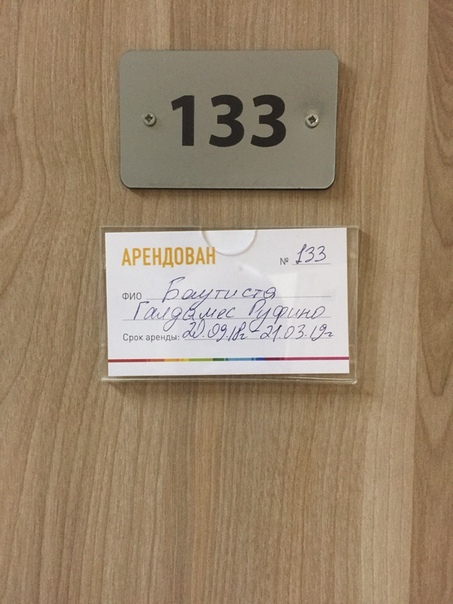 133
АРЕНДОВАН № 133
ФИО Баутиста
Галдамес Руфино
Срок аренды: 20.09.18г - 21.03.19г